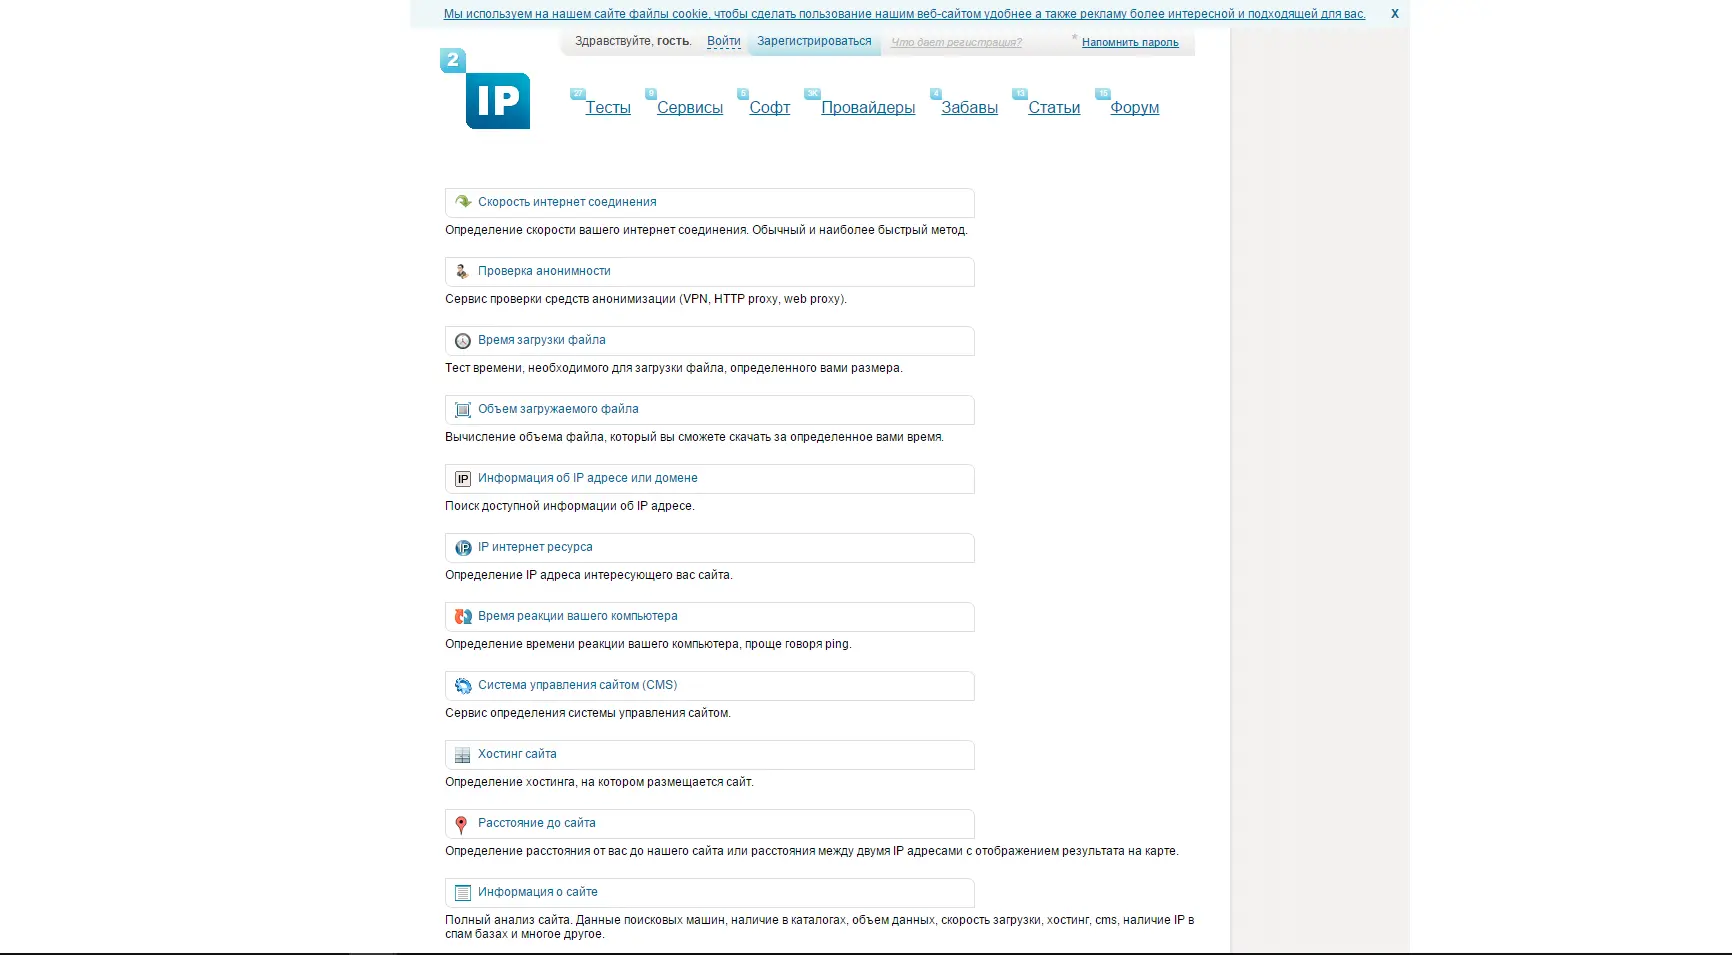 Мы используем на нашем сайте файлы cookie, чтобы сделать пользование нашим веб-сайтом удобнее а также рекламу более интересной и подходящей для вас. X
Здравствуйте, гость. Войти Зарегистрироваться Что дает регистрация? * Напомнить пароль
2
IP
27 Тесты 9 Сервисы 8 Софт 3K Провайдеры 4 Забавы 13 Статьи 15 Форум
Скорость интернет соединения
Определение скорости вашего интернет соединения. Обычный и наиболее быстрый метод.
Проверка анонимности
Сервис проверки средств анонимизации (VPN, HTTP proxy, web proxy).
Время загрузки файла
Тест времени, необходимого для загрузки файла, определенного вами размера.
Объем загружаемого файла
Вычисление объема файла, который вы сможете скачать за определенное вами время.
IP Информация об IP адресе или домене
Поиск доступной информации об IP адресе.
IP IP интернет ресурса
Определение IP адреса интересующего вас сайта.
Время реакции вашего компьютера
Определение времени реакции вашего компьютера, проще говоря ping.
Система управления сайтом (CMS)
Сервис определения системы управления сайтом.
Хостинг сайта
Определение хостинга, на котором размещается сайт.
Расстояние до сайта
Определение расстояния от вас до нашего сайта или расстояния между двумя IP адресами с отображением результата на карте.
Информация о сайте
Полный анализ сайта. Данные поисковых машин, наличие в каталогах, объем данных, скорость загрузки, хостинг, cms, наличие IP в
спам базах и многое другое.